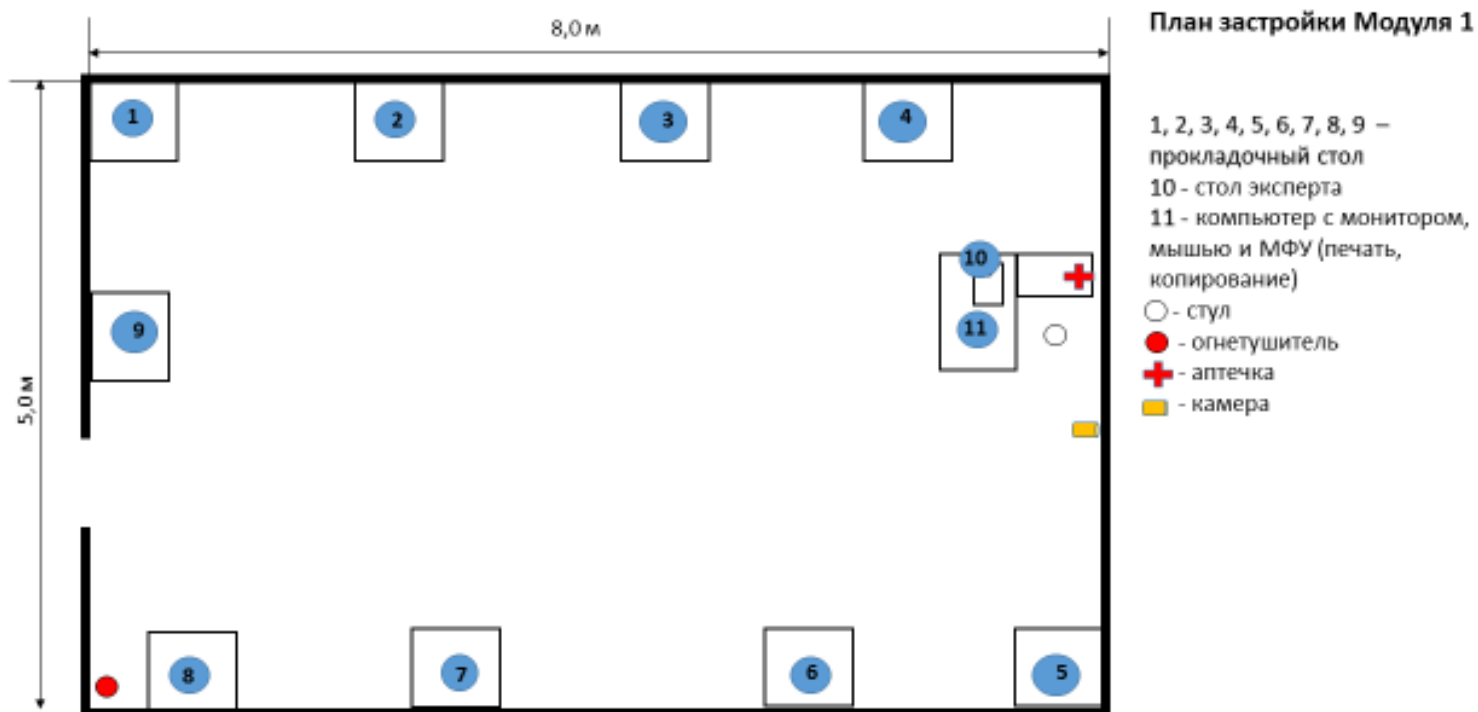 8,0 м
План застройки Модуля 1
1
2
3
4
1, 2, 3, 4, 5, 6, 7, 8, 9 –
прокладочный стол
10 - стол эксперта
11 - компьютер с монитором,
мышью и МФУ (печать,
копирование)
- стул
- огнетушитель
- аптечка
- камера
10
11
9
5,0 м
8
7
6
5